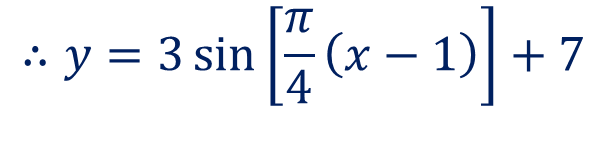 ∴ y = 3 sin [π/4 (x − 1)] + 7